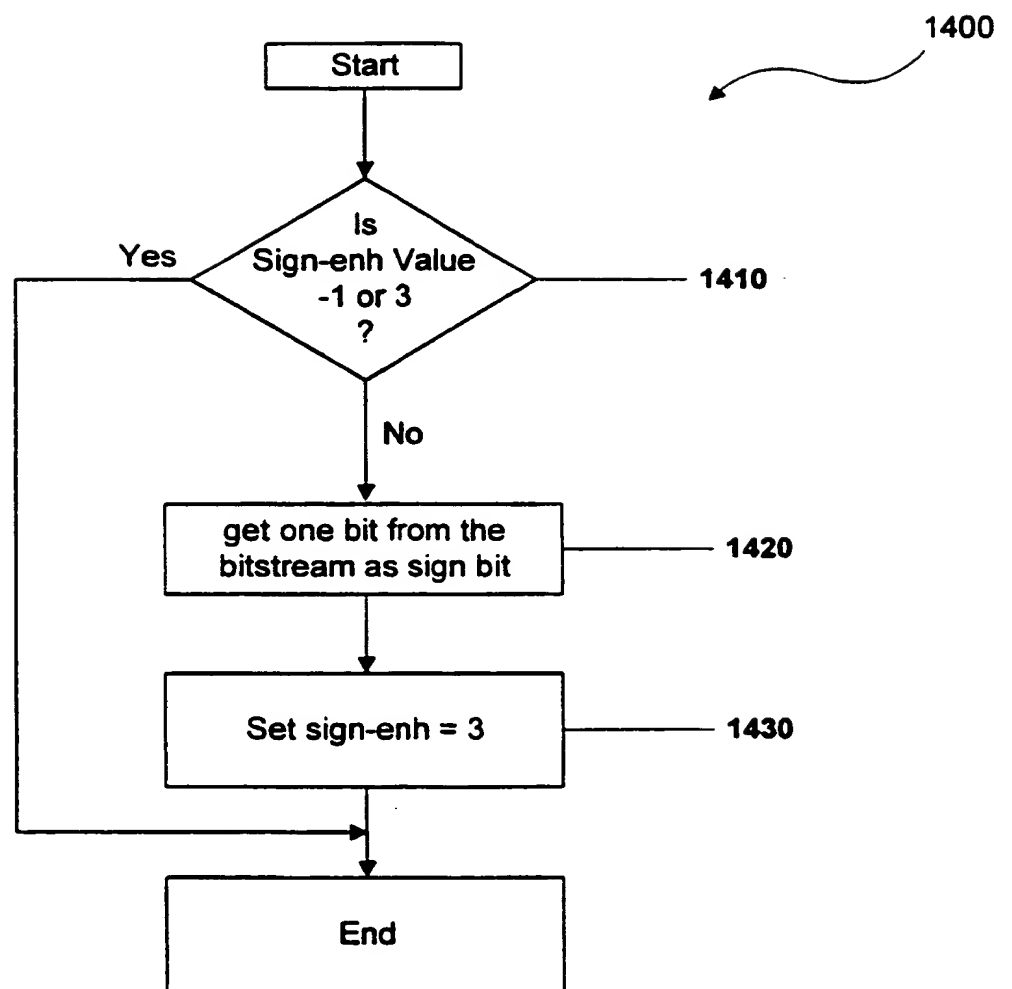 1400
Start
Is
Sign-enh Value
-1 or 3
?
Yes
1410
No
get one bit from the
bitstream as sign bit
1420
Set sign-enh = 3
1430
End